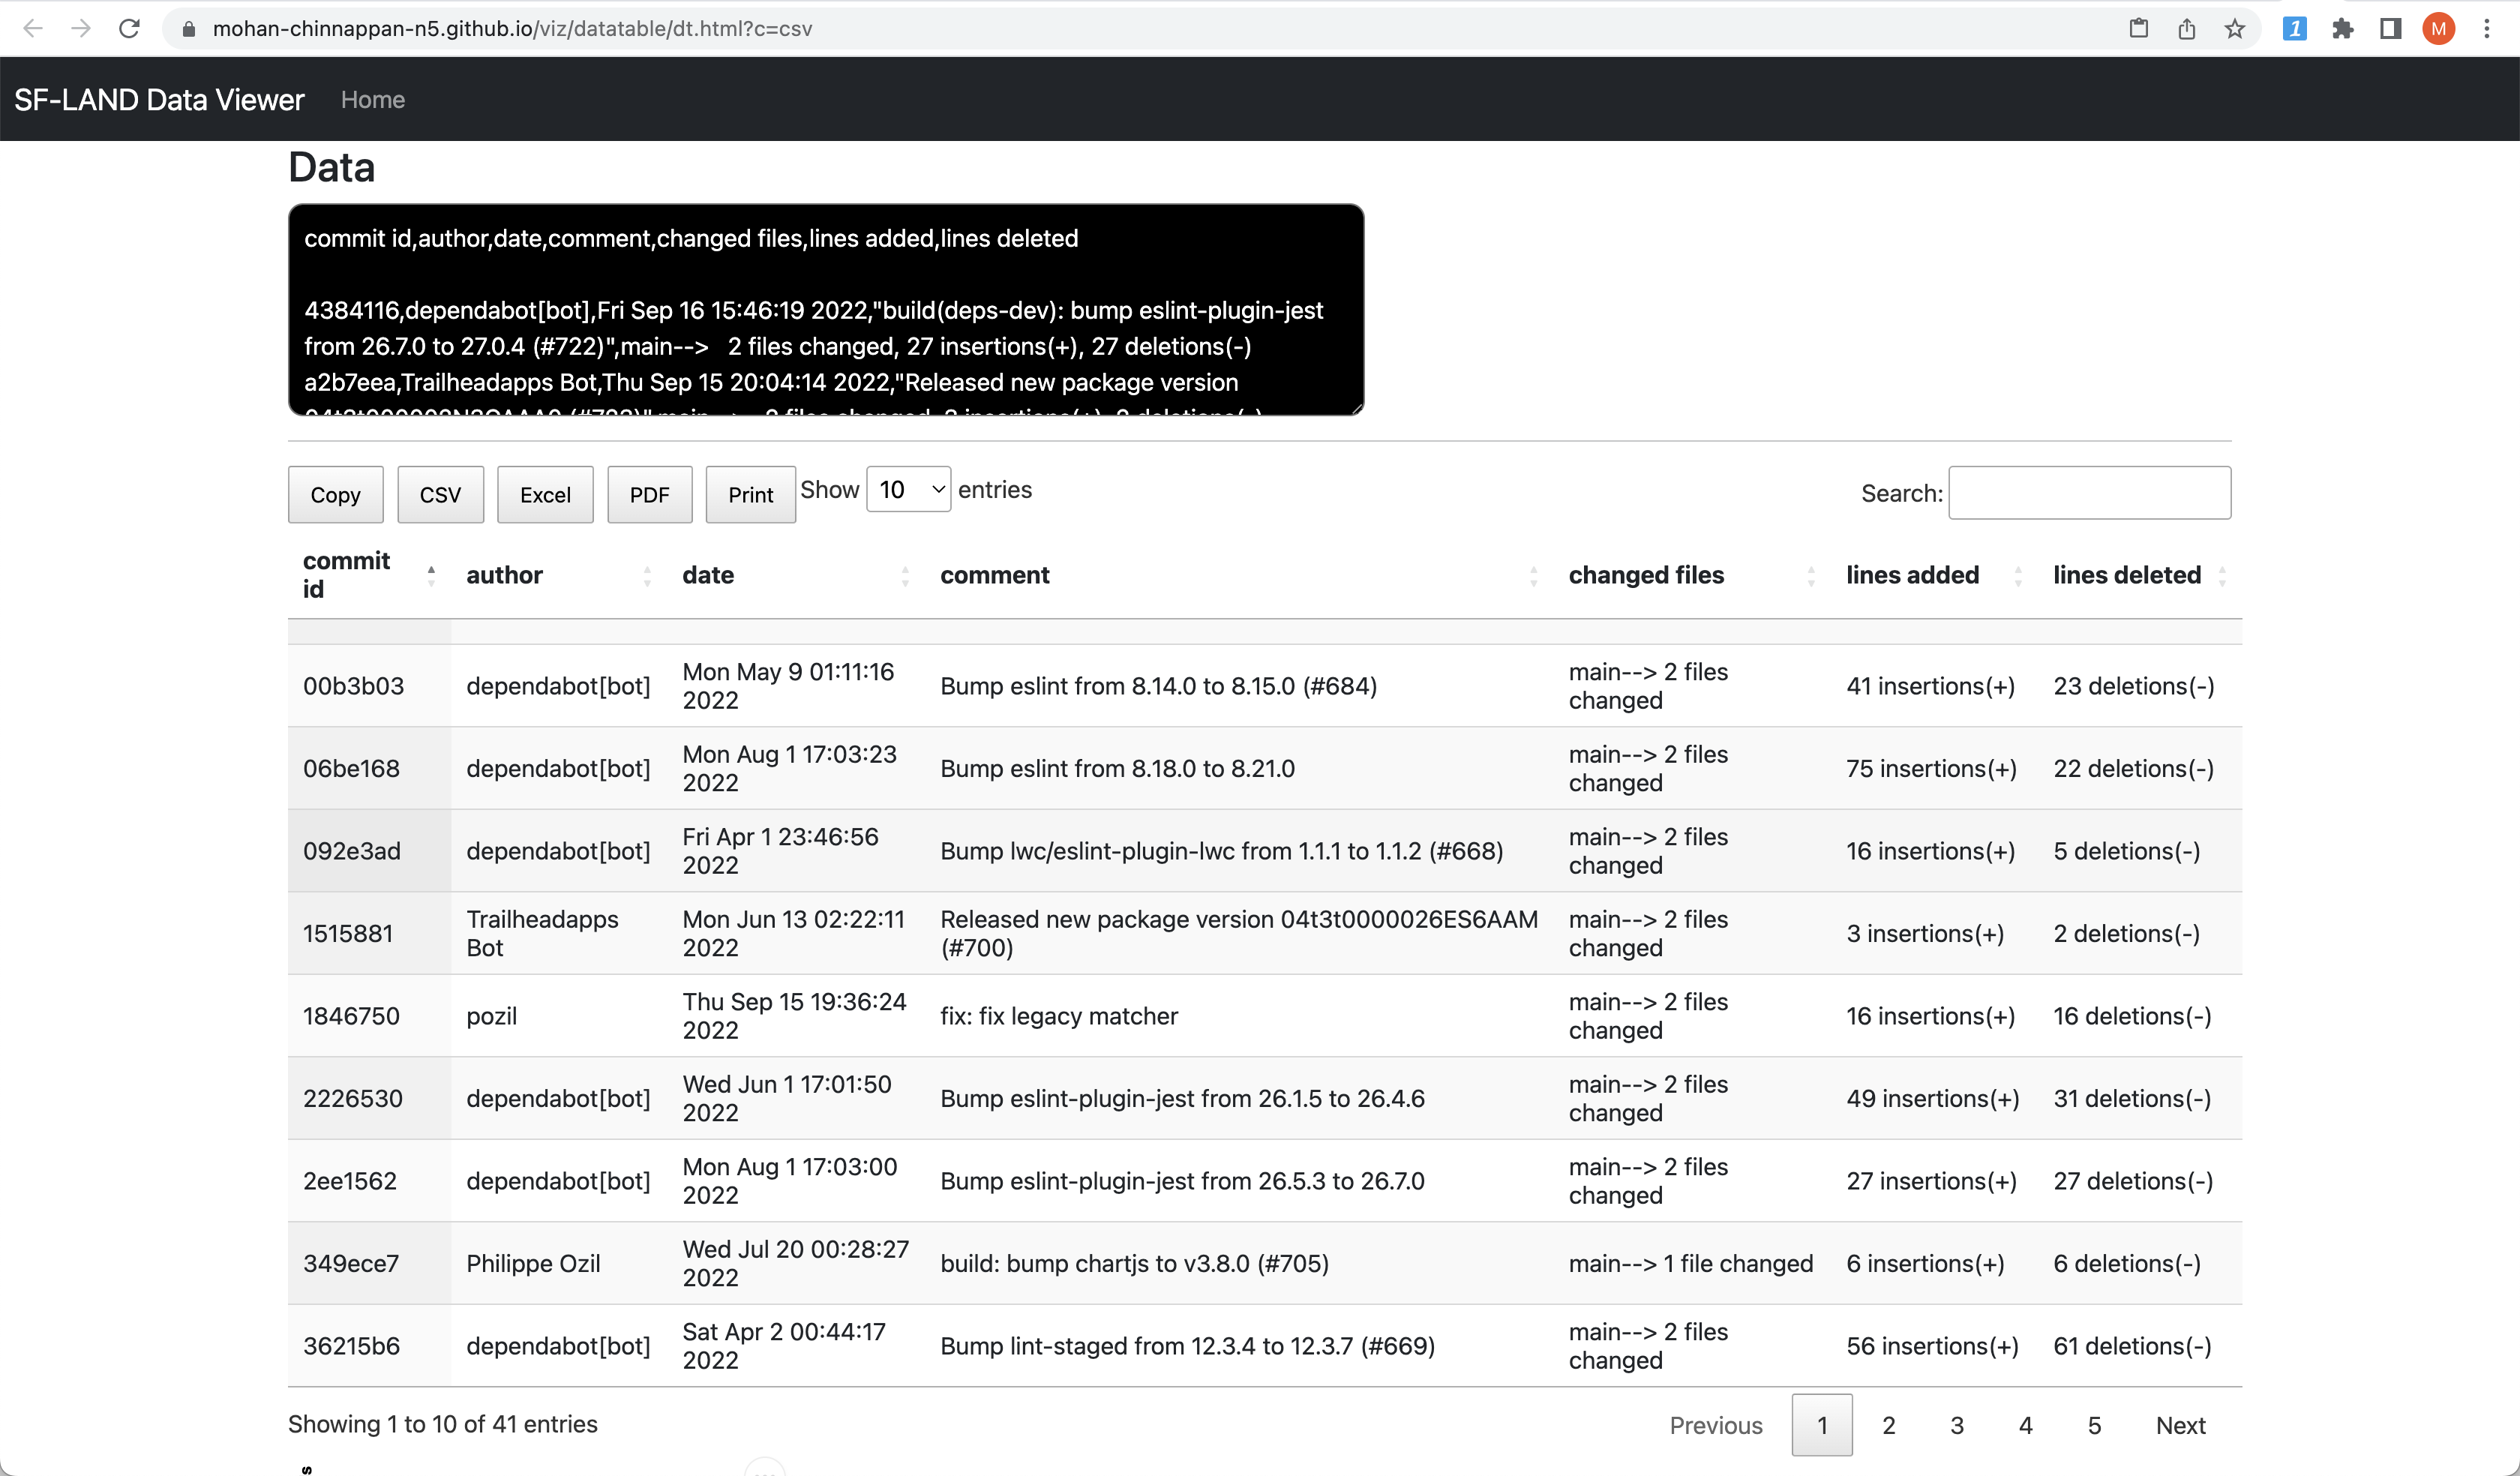 mohan-chinnappan-n5.github.io/viz/datatable/dt.html?c=csv
1
M
SF-LAND Data Viewer Home
Data
commit id,author,date,comment,changed files,lines added,lines deleted
4384116,dependabot[bot],Fri Sep 16 15:46:19 2022,"build(deps-dev): bump eslint-plugin-jest
from 26.7.0 to 27.0.4 (#722)",main--> 2 files changed, 27 insertions(+), 27 deletions(-)
a2b7eea,Trailheadapps Bot,Thu Sep 15 20:04:14 2022,"Released new package version
Copy CSV Excel PDF Print Show 10 entries Search:
commit
id
author date comment changed files lines added lines deleted
00b3b03 dependabot[bot] Mon May 9 01:11:16
2022
Bump eslint from 8.14.0 to 8.15.0 (#684) main--> 2 files
changed
41 insertions(+) 23 deletions(-)
06be168 dependabot[bot] Mon Aug 1 17:03:23
2022
Bump eslint from 8.18.0 to 8.21.0 main--> 2 files
changed
75 insertions(+) 22 deletions(-)
092e3ad dependabot[bot] Fri Apr 1 23:46:56
2022
Bump lwc/eslint-plugin-lwc from 1.1.1 to 1.1.2 (#668) main--> 2 files
changed
16 insertions(+) 5 deletions(-)
1515881 Trailheadapps
Bot
Mon Jun 13 02:22:11
2022
Released new package version 04t3t0000026ES6AAM
(#700)
main--> 2 files
changed
3 insertions(+) 2 deletions(-)
1846750 pozil Thu Sep 15 19:36:24
2022
fix: fix legacy matcher main--> 2 files
changed
16 insertions(+) 16 deletions(-)
2226530 dependabot[bot] Wed Jun 1 17:01:50
2022
Bump eslint-plugin-jest from 26.1.5 to 26.4.6 main--> 2 files
changed
49 insertions(+) 31 deletions(-)
2ee1562 dependabot[bot] Mon Aug 1 17:03:00
2022
Bump eslint-plugin-jest from 26.5.3 to 26.7.0 main--> 2 files
changed
27 insertions(+) 27 deletions(-)
349ece7 Philippe Ozil Wed Jul 20 00:28:27
2022
build: bump chartjs to v3.8.0 (#705) main--> 1 file changed 6 insertions(+) 6 deletions(-)
36215b6 dependabot[bot] Sat Apr 2 00:44:17
2022
Bump lint-staged from 12.3.4 to 12.3.7 (#669) main--> 2 files
changed
56 insertions(+) 61 deletions(-)
Showing 1 to 10 of 41 entries Previous 1 2 3 4 5 Next
s